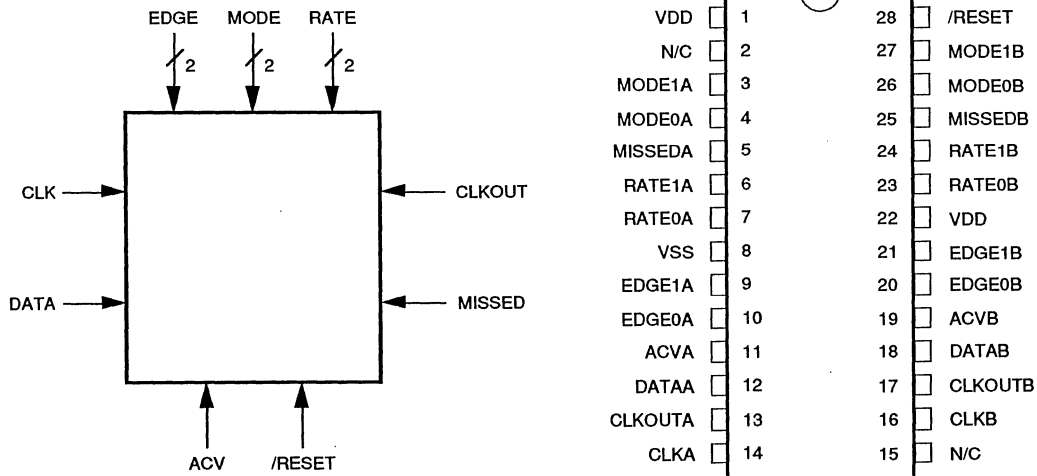 EDGE MODE RATE
2 2 2
CLK
CLKOUT
DATA
MISSED
ACV /RESET
VDD 1 28 /RESET
N/C 2 27 MODE1B
MODE1A 3 26 MODE0B
MODE0A 4 25 MISSEDB
MISSEDA 5 24 RATE1B
RATE1A 6 23 RATE0B
RATE0A 7 22 VDD
VSS 8 21 EDGE1B
EDGE1A 9 20 EDGE0B
EDGE0A 10 19 ACVB
ACVA 11 18 DATAB
DATAA 12 17 CLKOUTB
CLKOUTA 13 16 CLKB
CLKA 14 15 N/C